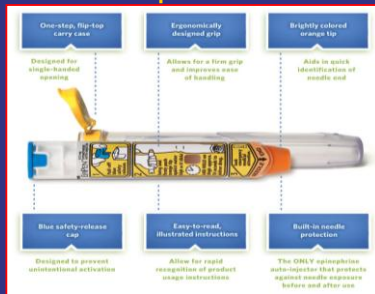 One-step, flip-top
carry case
Designed for
single-handed
opening
Ergonomically
designed grip
Allows for a firm grip
and improves ease
of handling
Brightly colored
orange tip
Aids in quick
identification of
needle end
Blue safety-release
cap
Designed to prevent
unintentional activation
Easy-to-read,
illustrated instructions
Allow for rapid
recognition of product
usage instructions
Built-in needle
protection
The ONLY epinephrine
auto-injector that protects
against needle exposure
before and after use